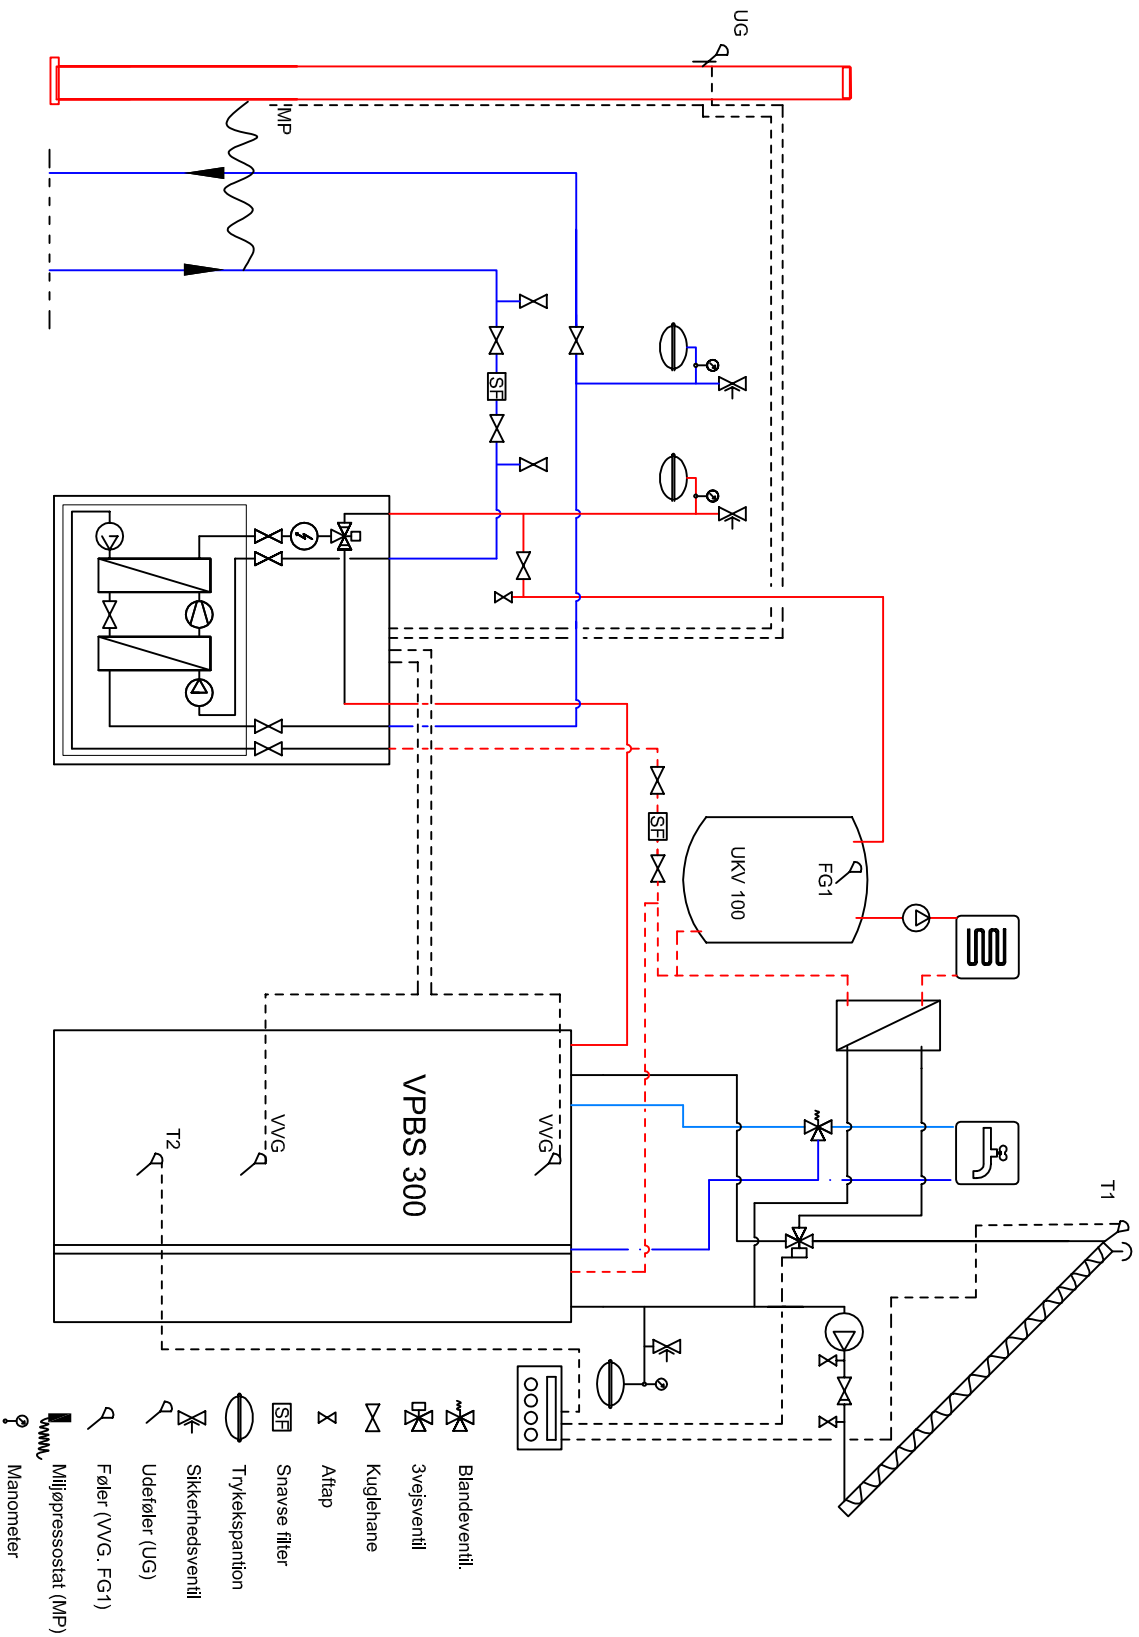 UG
MP
SF
SF
UKV 100
FG1
VPBS 300
VVG
VVG
T2
T1
Blandeventil.
3vejsventil
Kuglehane
Aftap
SF
Snavse filter
Trykekspantion
Sikkerhedsventil
Udeføler (UG)
Føler (VVG. FG1)
Miljøpressostat (MP)
Manometer